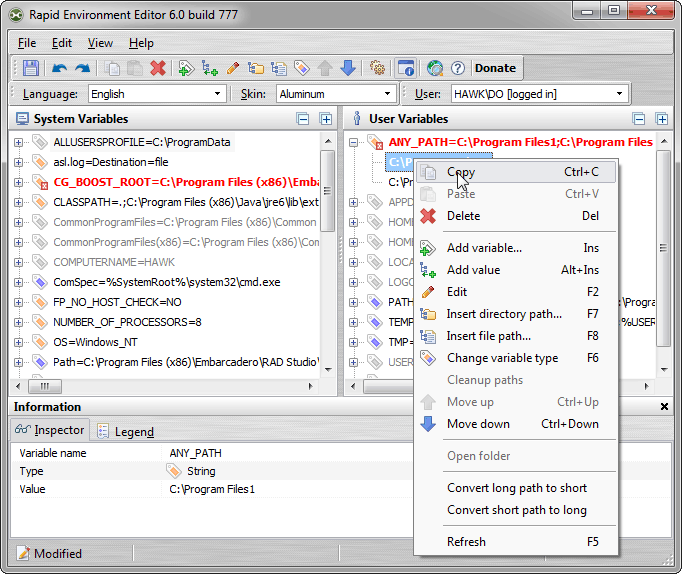 Rapid Environment Editor 6.0 build 777
File Edit View Help
Donate
Language: English Skin: Aluminum User: HAWK\DO [logged in]
System Variables
ALLUSERSPROFILE=C:\ProgramData
asl.log=Destination=file
CG_BOOST_ROOT=C:\Program Files (x86)\Emba
CLASSPATH=.;C:\Program Files (x86)\Java\jre6\lib\ext
CommonProgramFiles=C:\Program Files\Common
CommonProgramFiles(x86)=C:\Program Files (x86)\Com
COMPUTERNAME=HAWK
ComSpec=%SystemRoot%\system32\cmd.exe
FP_NO_HOST_CHECK=NO
NUMBER_OF_PROCESSORS=8
OS=Windows_NT
Path=C:\Program Files (x86)\Embarcadero\RAD Studio\
User Variables
ANY_PATH=C:\Program Files1;C:\Program Files
C:\P
C:\Pr
APPD
HOME
HOME
LOCA
LOGO
PATH
TEMP
TMP=
USER
Copy Ctrl+C
Paste Ctrl+V
Delete Del
Add variable... Ins
Add value Alt+Ins
Edit F2
Insert directory path... F7
Insert file path... F8
Change variable type F6
Cleanup paths
Move up Ctrl+Up
Move down Ctrl+Down
Open folder
Convert long path to short
Convert short path to long
Refresh F5
\Progra
:%USER
Information
Inspector Legend
Variable name ANY_PATH
Type String
Value C:\Program Files1
Modified